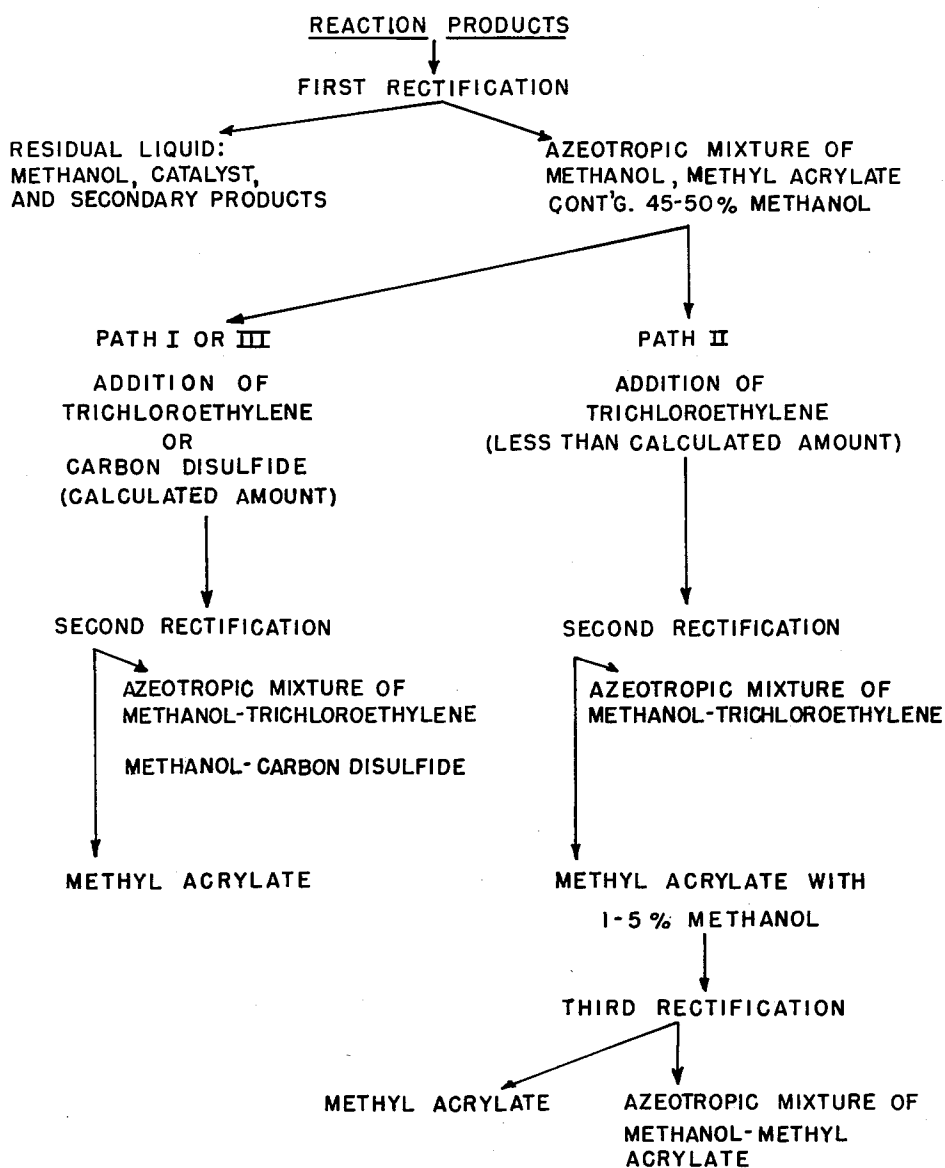 REACTION PRODUCTS
FIRST RECTIFICATION
RESIDUAL LIQUID:
METHANOL, CATALYST,
AND SECONDARY PRODUCTS
AZEOTROPIC MIXTURE OF
METHANOL, METHYL ACRYLATE
CONT'G. 45-50% METHANOL
PATH I OR III
ADDITION OF
TRICHLOROETHYLENE
OR
CARBON DISULFIDE
(CALCULATED AMOUNT)
PATH II
ADDITION OF
TRICHLOROETHYLENE
(LESS THAN CALCULATED AMOUNT)
SECOND RECTIFICATION
AZEOTROPIC MIXTURE OF
METHANOL-TRICHLOROETHYLENE
METHANOL-CARBON DISULFIDE
METHYL ACRYLATE
SECOND RECTIFICATION
AZEOTROPIC MIXTURE OF
METHANOL-TRICHLOROETHYLENE
METHYL ACRYLATE WITH
1-5% METHANOL
THIRD RECTIFICATION
METHYL ACRYLATE
AZEOTROPIC MIXTURE OF
METHANOL-METHYL
ACRYLATE